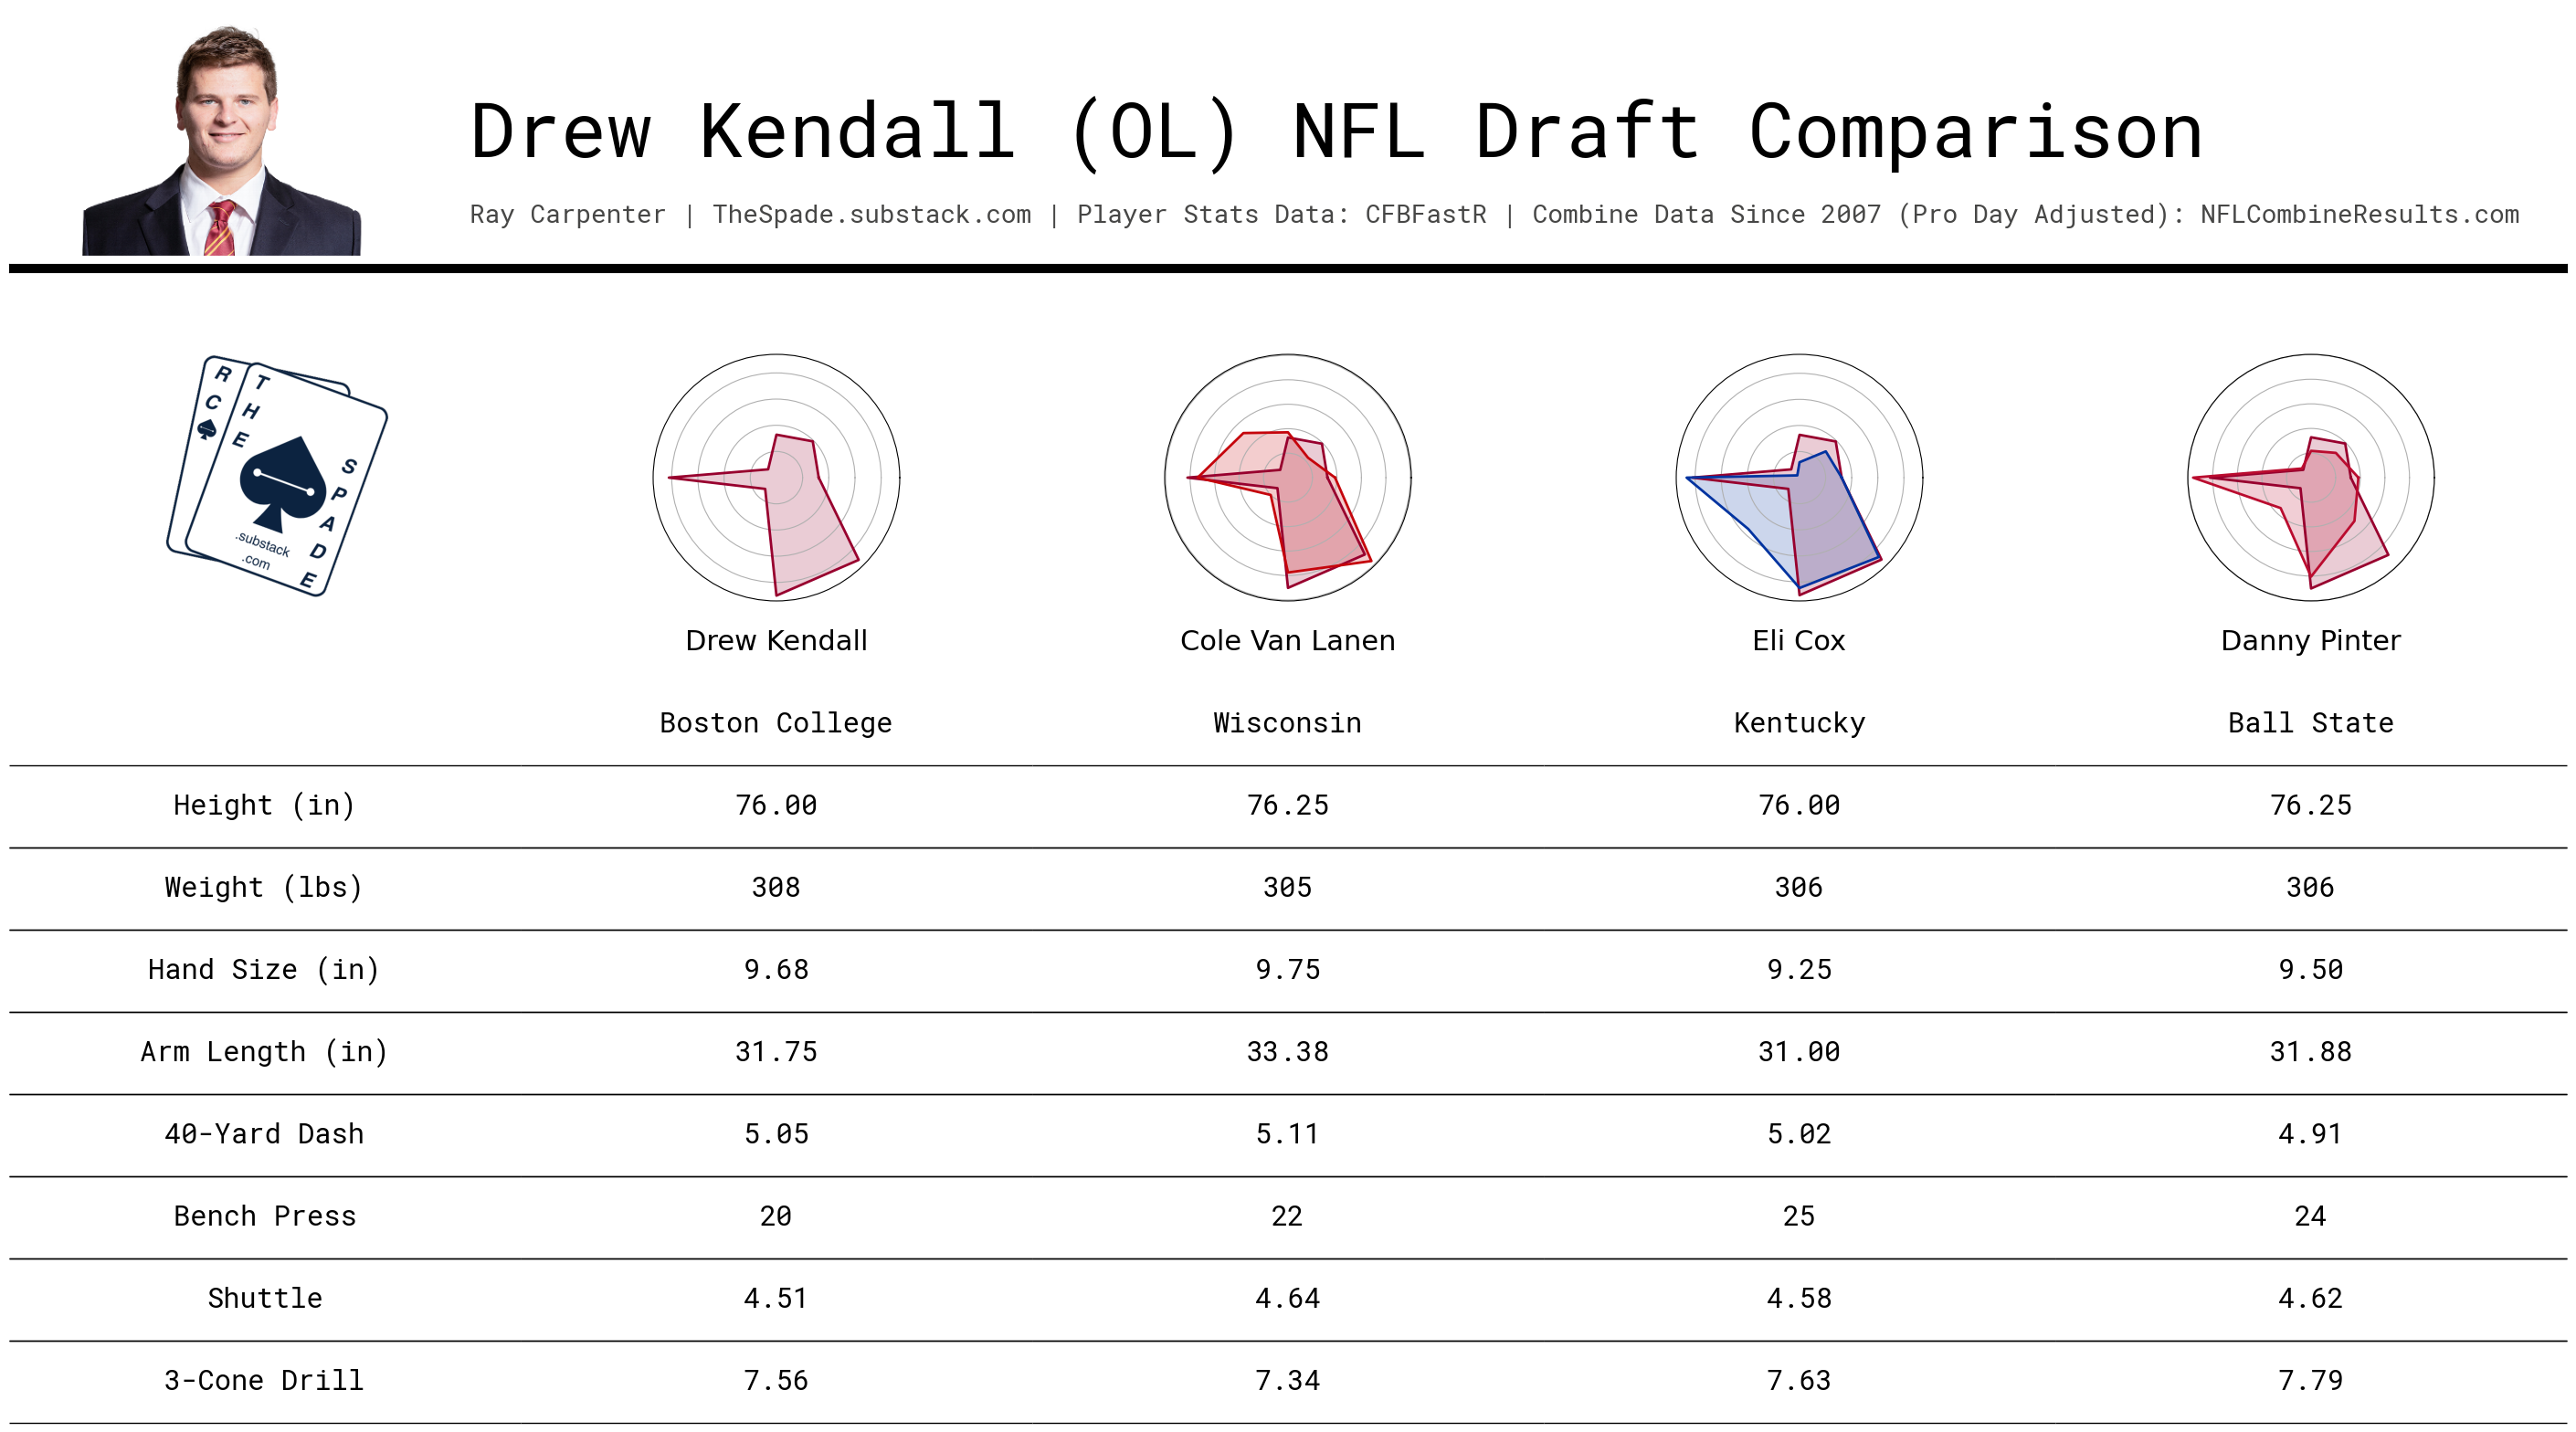 Drew Kendall (OL) NFL Draft Comparison
Ray Carpenter | TheSpade.substack.com | Player Stats Data: CFBFastR | Combine Data Since 2007 (Pro Day Adjusted): NFLCombineResults.com
RC
THE
SPADE
.substack
.com
Drew Kendall Cole Van Lanen Eli Cox Danny Pinter
Boston College Wisconsin Kentucky Ball State
Height (in) 76.00 76.25 76.00 76.25
Weight (lbs) 308 305 306 306
Hand Size (in) 9.68 9.75 9.25 9.50
Arm Length (in) 31.75 33.38 31.00 31.88
40-Yard Dash 5.05 5.11 5.02 4.91
Bench Press 20 22 25 24
Shuttle 4.51 4.64 4.58 4.62
3-Cone Drill 7.56 7.34 7.63 7.79